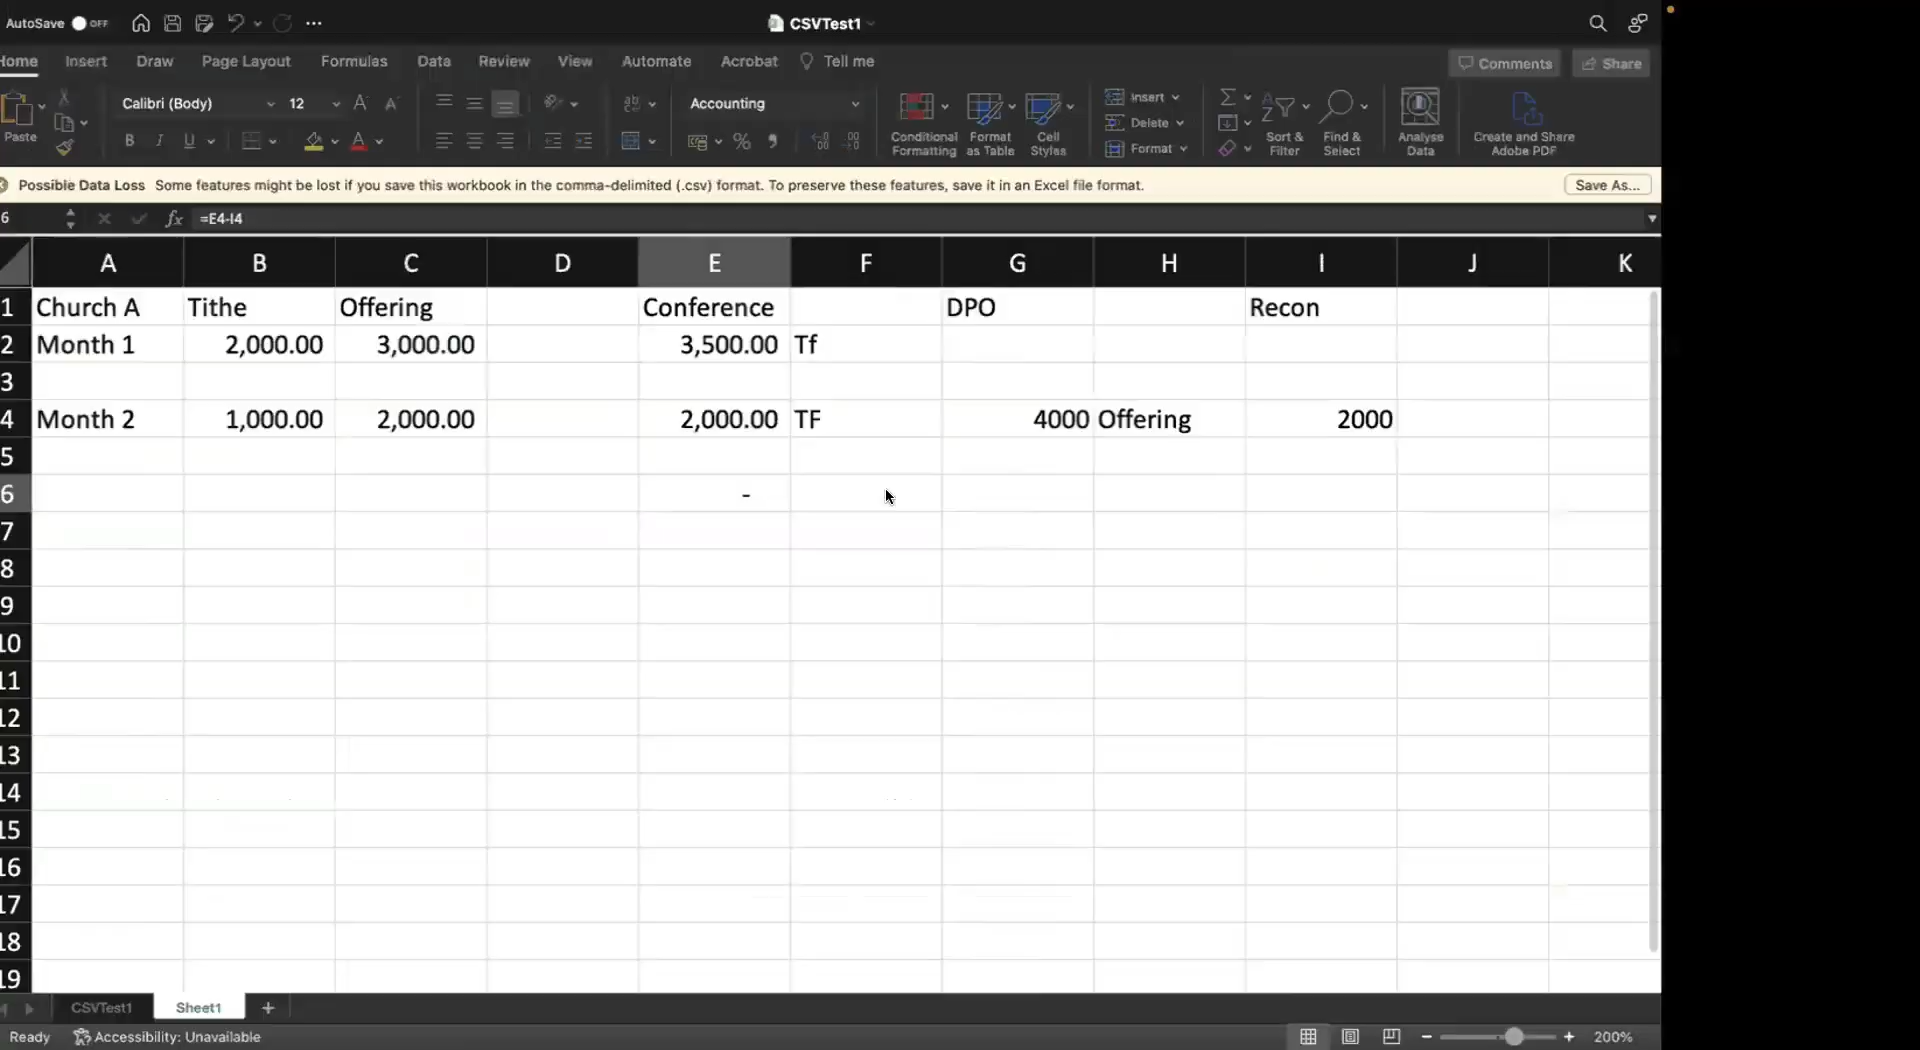 AutoSave OFF CSVTest1
Home Insert Draw Page Layout Formulas Data Review View Automate Acrobat Tell me Comments Share
Calibri (Body) 12 A A Accounting Insert
Paste B I U A % Delete
Conditional Formatting Format as Table Cell Styles Format Sort & Filter Find & Select Analyse Data Create and Share Adobe PDF
Possible Data Loss Some features might be lost if you save this workbook in the comma-delimited (.csv) format. To preserve these features, save it in an Excel file format. Save As...
6 fx =E4-I4
A B C D E F G H I J K
1 Church A Tithe Offering Conference DPO Recon
2 Month 1 2,000.00 3,000.00 3,500.00 Tf
3
4 Month 2 1,000.00 2,000.00 2,000.00 TF 4000 Offering 2000
5
6 -
7
8
9
10
11
12
13
14
15
16
17
18
19
CSVTest1 Sheet1 +
Ready Accessibility: Unavailable - + 200%